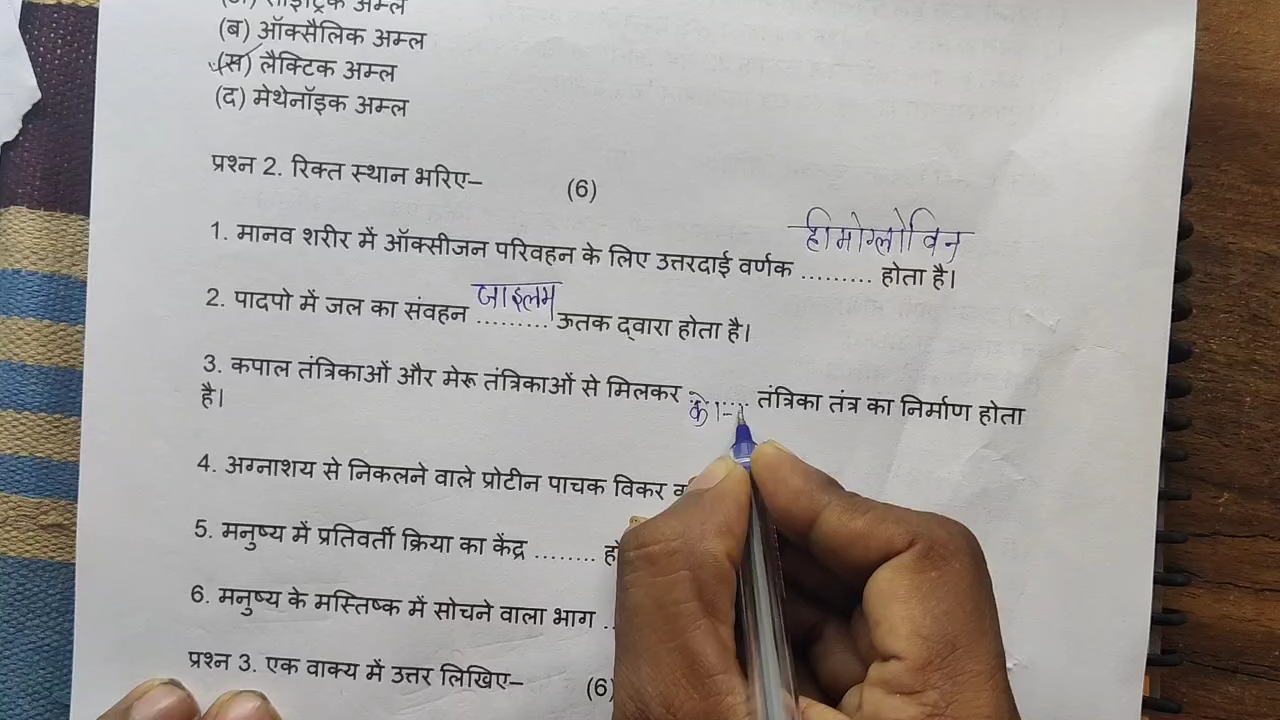 (अ) साइट्रिक अम्ल
(ब) ऑक्सैलिक अम्ल
(स) लैक्टिक अम्ल
(द) मेथेनॉइक अम्ल
प्रश्न 2. रिक्त स्थान भरिए– (6)
1. मानव शरीर में ऑक्सीजन परिवहन के लिए उत्तरदाई वर्णक ......... होता है। हीमोग्लोविन
2. पादपो में जल का संवहन ......... ऊतक द्वारा होता है। जाइलम
3. कपाल तंत्रिकाओं और मेरू तंत्रिकाओं से मिलकर ........ तंत्रिका तंत्र का निर्माण होता
है।
4. अग्नाशय से निकलने वाले प्रोटीन पाचक विकर
5. मनुष्य में प्रतिवर्ती क्रिया का केंद्र ........
6. मनुष्य के मस्तिष्क में सोचने वाला भाग ..
प्रश्न 3. एक वाक्य में उत्तर लिखिए– (6)